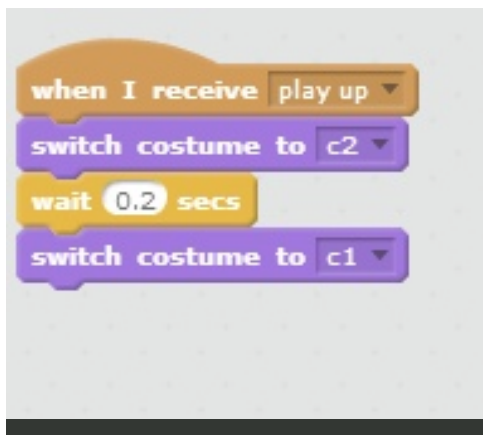 when I receive play up
switch costume to c2
wait 0.2 secs
switch costume to c1